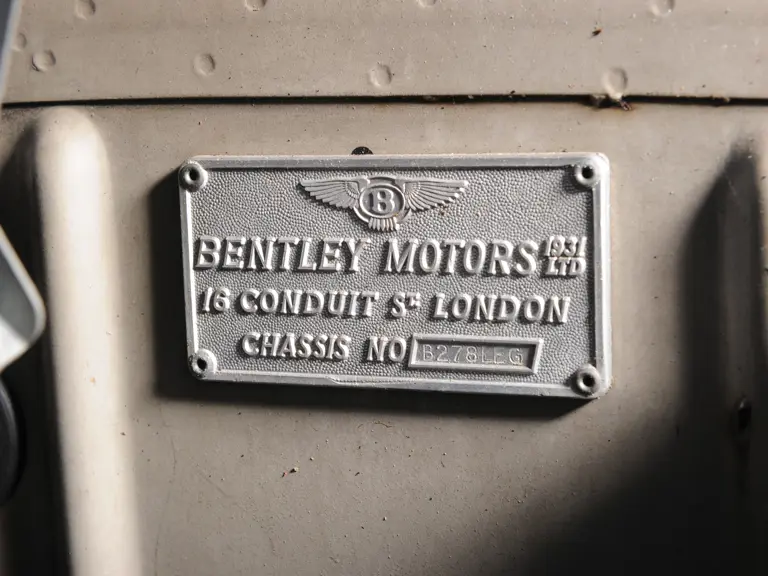 B
BENTLEY MOTORS 1931 LTD
16 CONDUIT ST LONDON
CHASSIS NO B278LEG